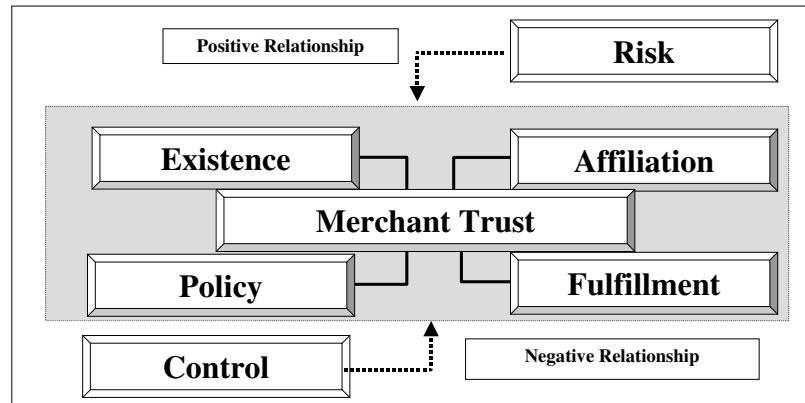 Positive Relationship
Risk
Existence
Affiliation
Merchant Trust
Policy
Fulfillment
Control
Negative Relationship